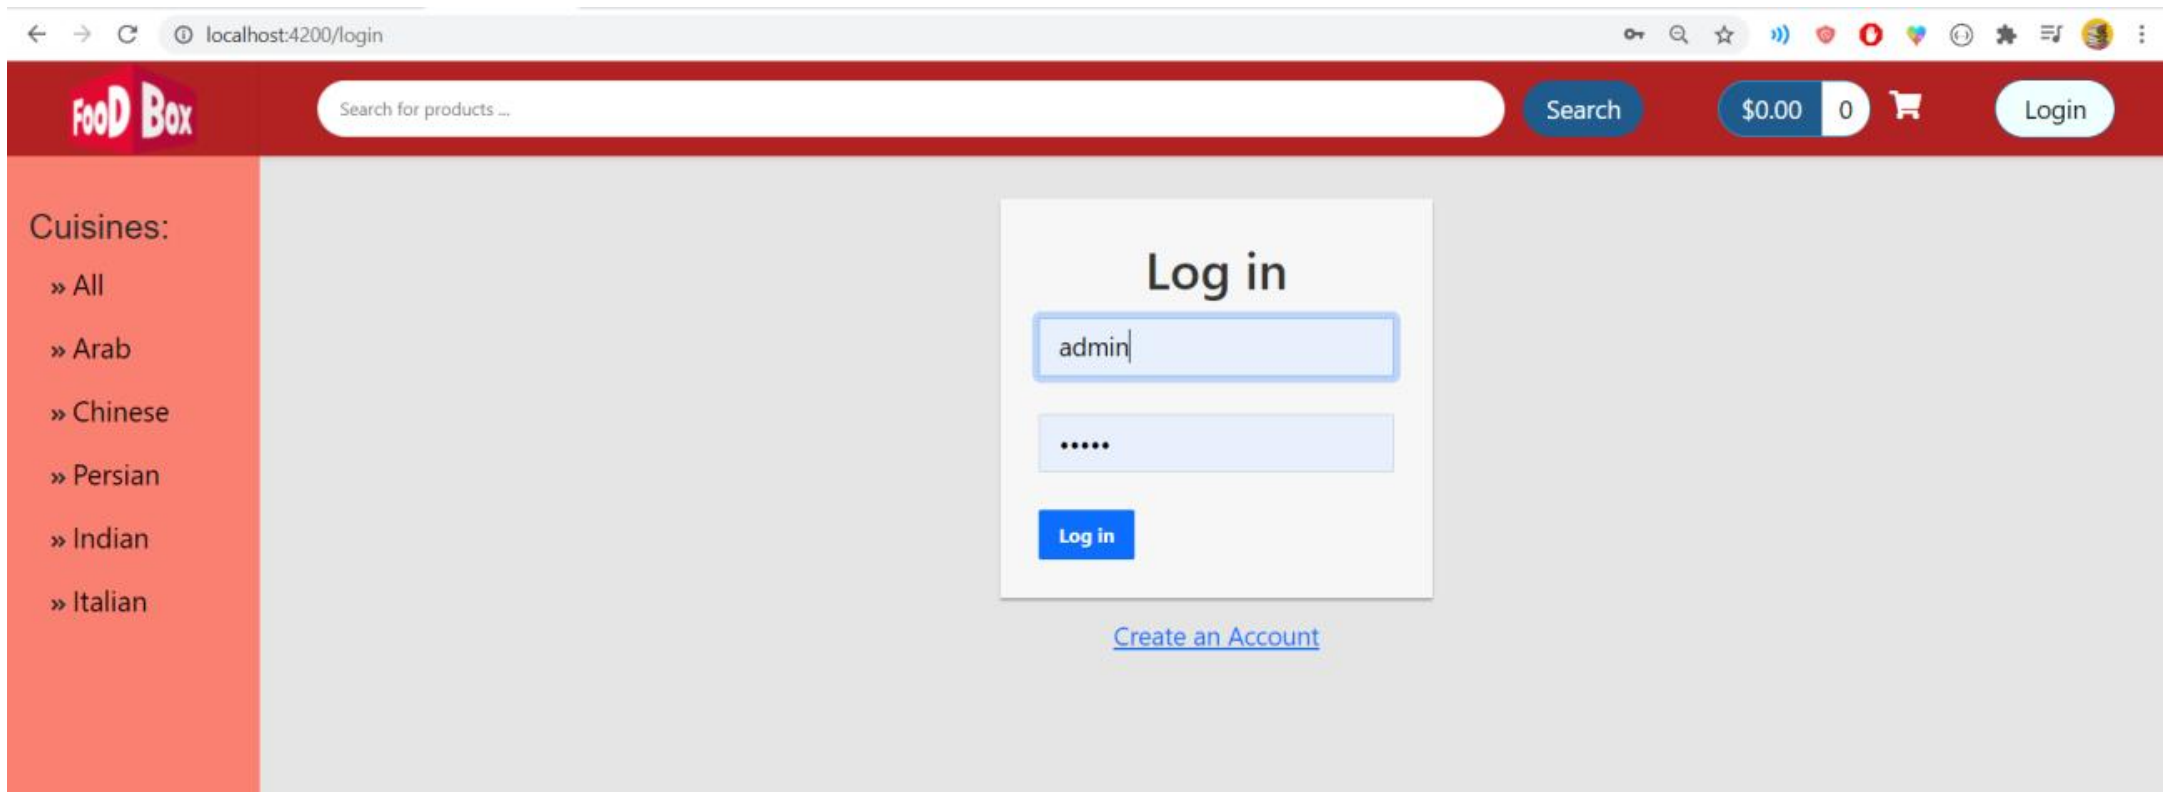 localhost:4200/login
FooD Box
Search for products ...
Search
$0.00
0
Login
Cuisines:
» All
» Arab
» Chinese
» Persian
» Indian
» Italian
Log in
admin
•••••
Log in
Create an Account